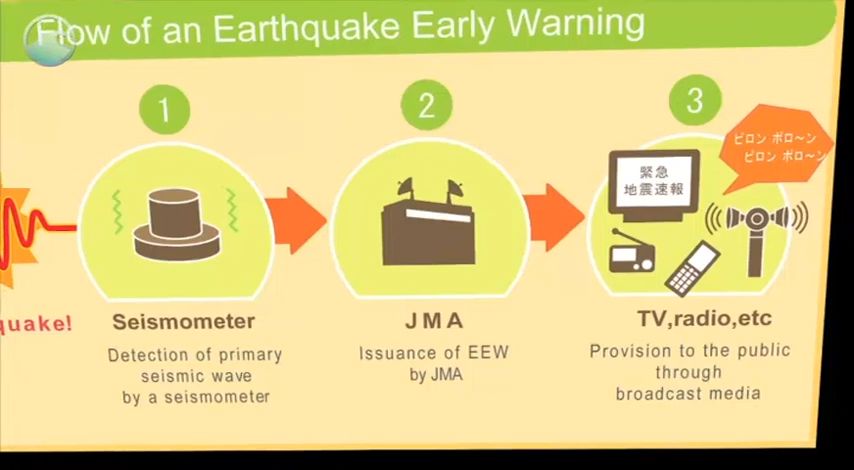 Flow of an Earthquake Early Warning
1
2
3
ピロン ポロ〜ン
ピロン ポロ〜ン
緊急
地震速報
quake!
Seismometer
Detection of primary
seismic wave
by a seismometer
JMA
Issuance of EEW
by JMA
TV,radio,etc
Provision to the public
through
broadcast media